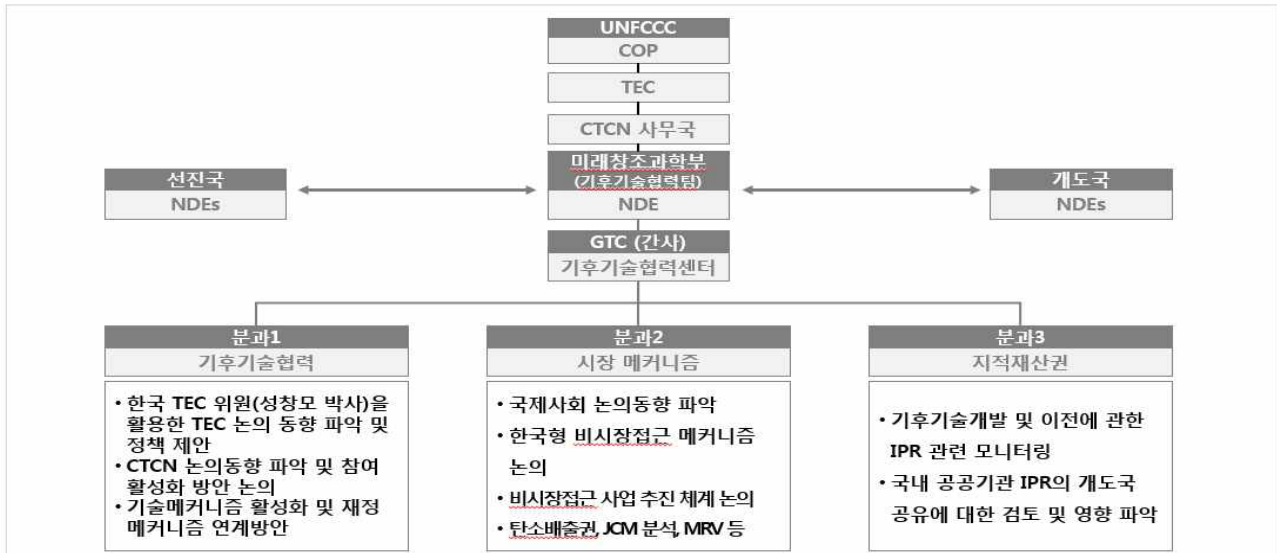 UNFCCC
COP
TEC
CTCN 사무국
미래창조과학부
(기후기술협력팀)
NDE
선진국
NDEs
개도국
NDEs
GTC (간사)
기후기술협력센터
분과1
기후기술협력
• 한국 TEC 위원(성창모 박사)을
활용한 TEC 논의 동향 파악 및
정책 제안
• CTCN 논의동향 파악 및 참여
활성화 방안 논의
• 기술메커니즘 활성화 및 재정
메커니즘 연계방안
분과2
시장 메커니즘
• 국제사회 논의동향 파악
• 한국형 비시장접근 메커니즘
논의
• 비시장접근 사업 추진 체계 논의
• 탄소배출권, JCM 분석, MRV 등
분과3
지적재산권
• 기후기술개발 및 이전에 관한
IPR 관련 모니터링
• 국내 공공기관 IPR의 개도국
공유에 대한 검토 및 영향 파악